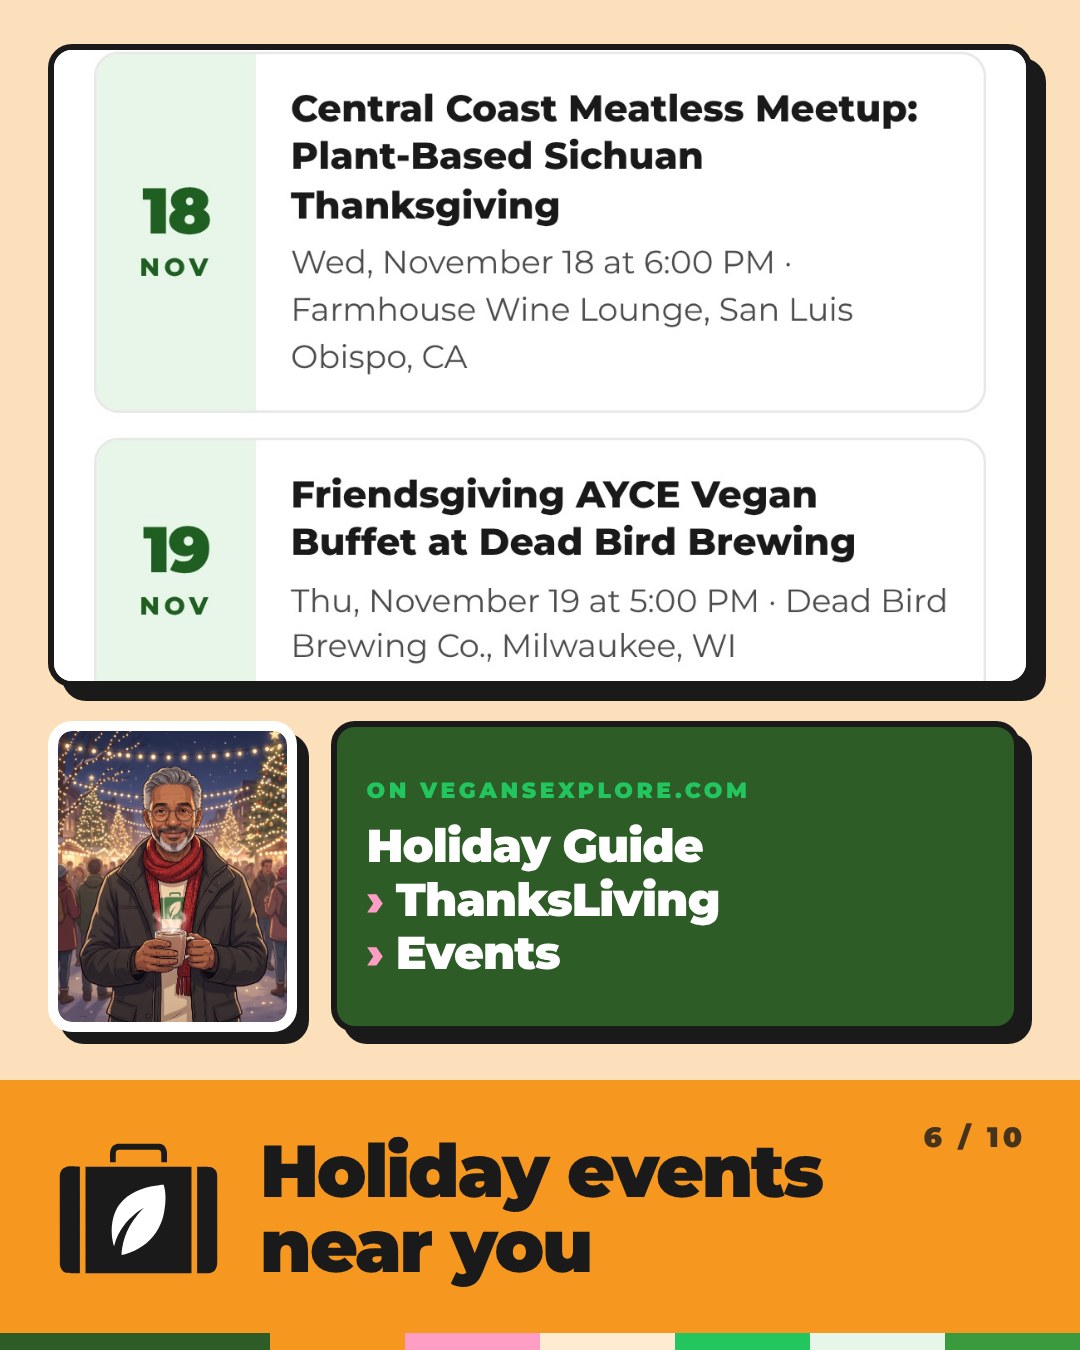 18
NOV
Central Coast Meatless Meetup:
Plant-Based Sichuan
Thanksgiving
Wed, November 18 at 6:00 PM ·
Farmhouse Wine Lounge, San Luis
Obispo, CA
19
NOV
Friendsgiving AYCE Vegan
Buffet at Dead Bird Brewing
Thu, November 19 at 5:00 PM · Dead Bird
Brewing Co., Milwaukee, WI
ON VEGANSEXPLORE.COM
Holiday Guide
› ThanksLiving
› Events
6 / 10
Holiday events
near you